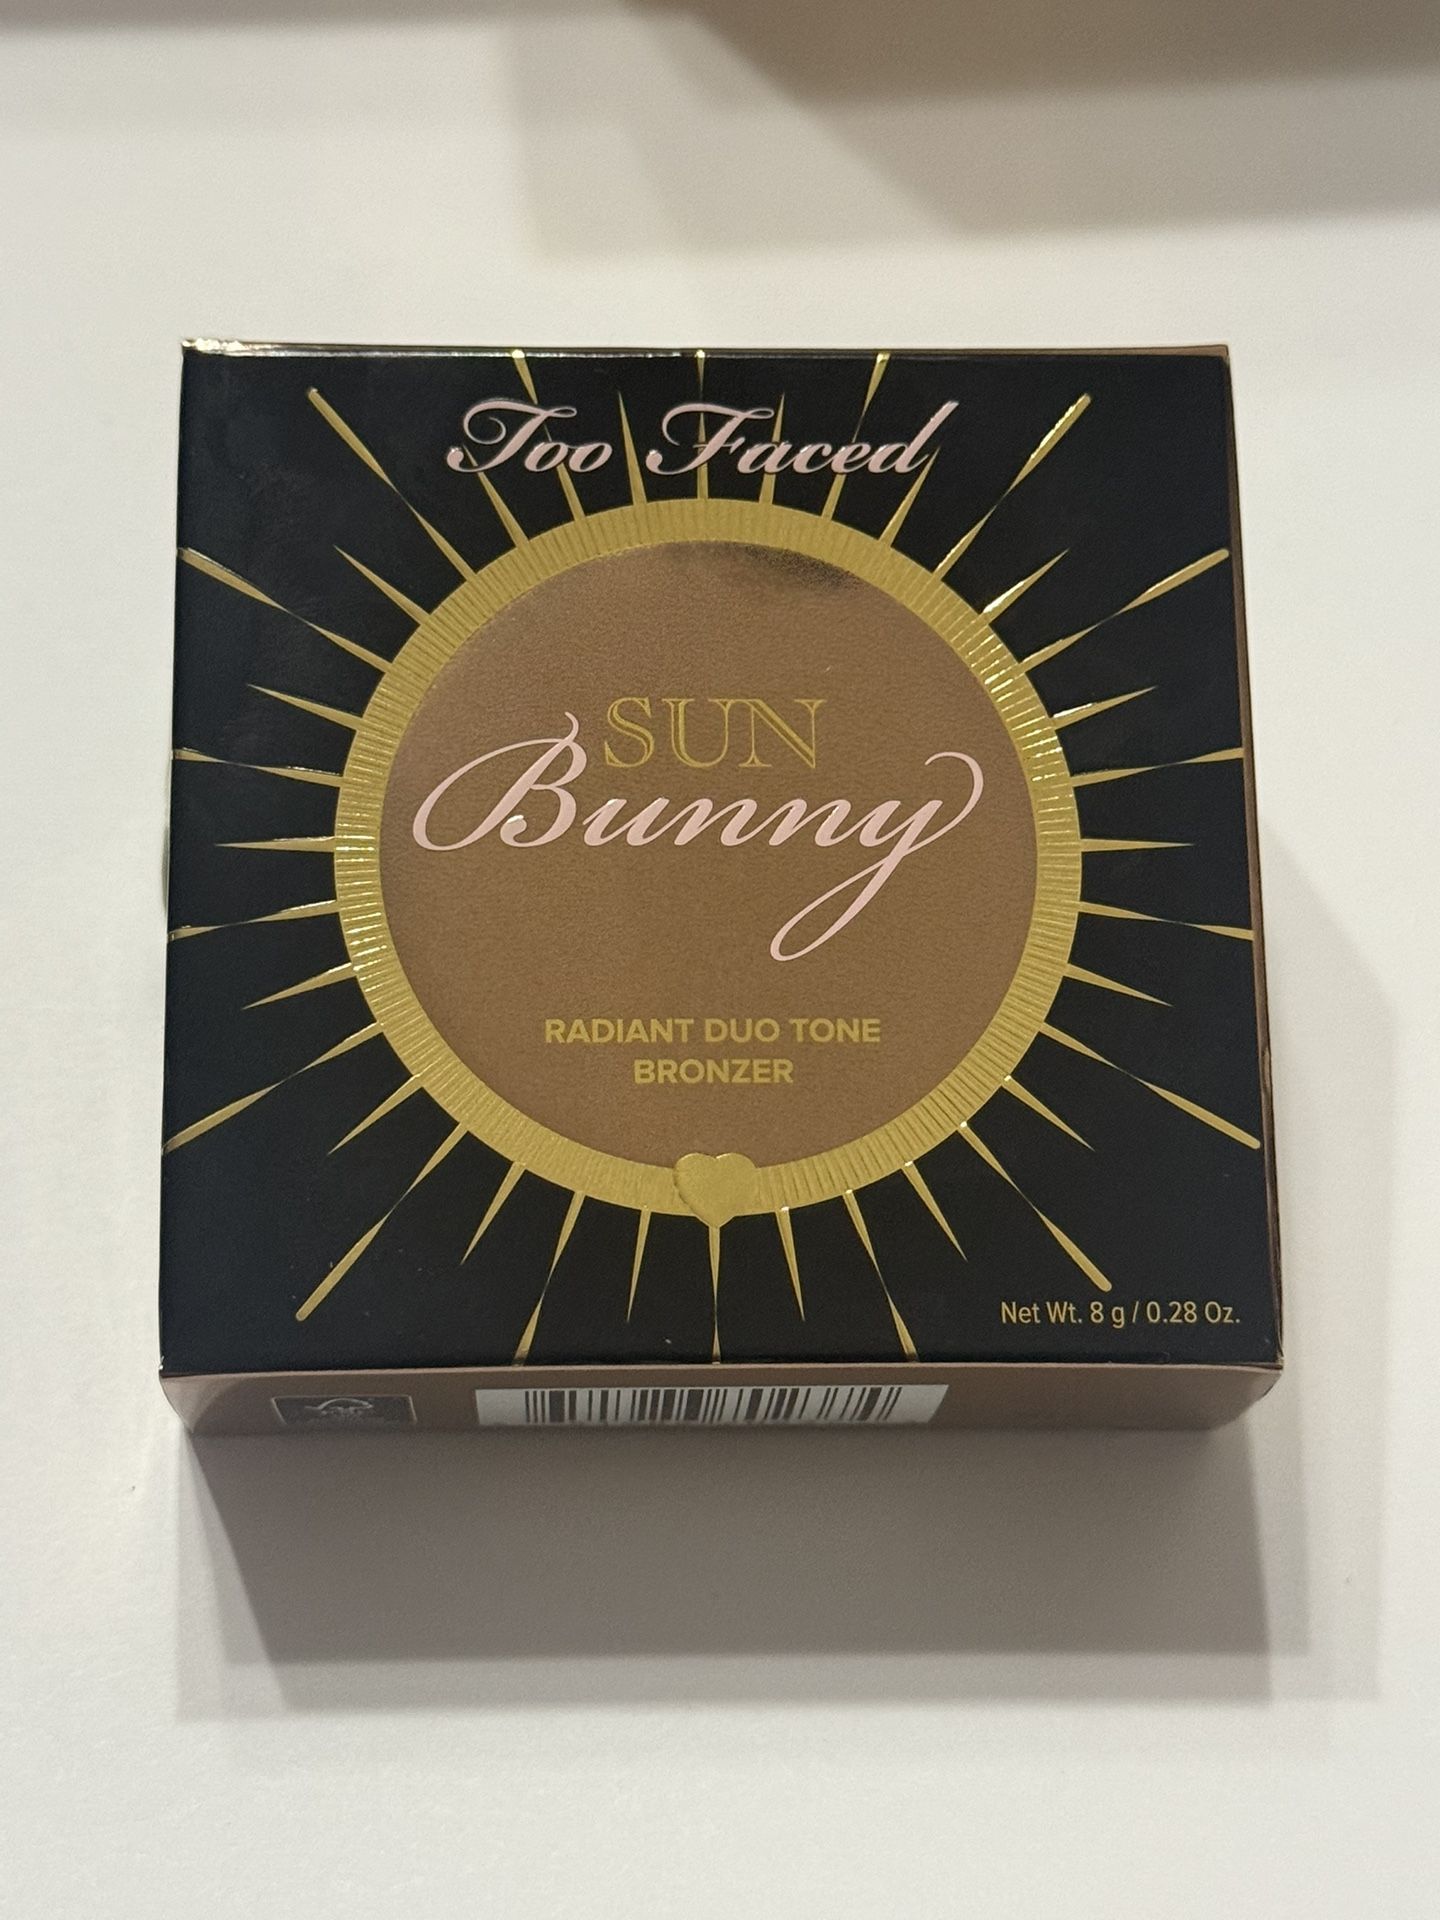 Too Faced
SUN
Bunny
RADIANT DUO TONE
BRONZER
Net Wt. 8 g / 0.28 Oz.